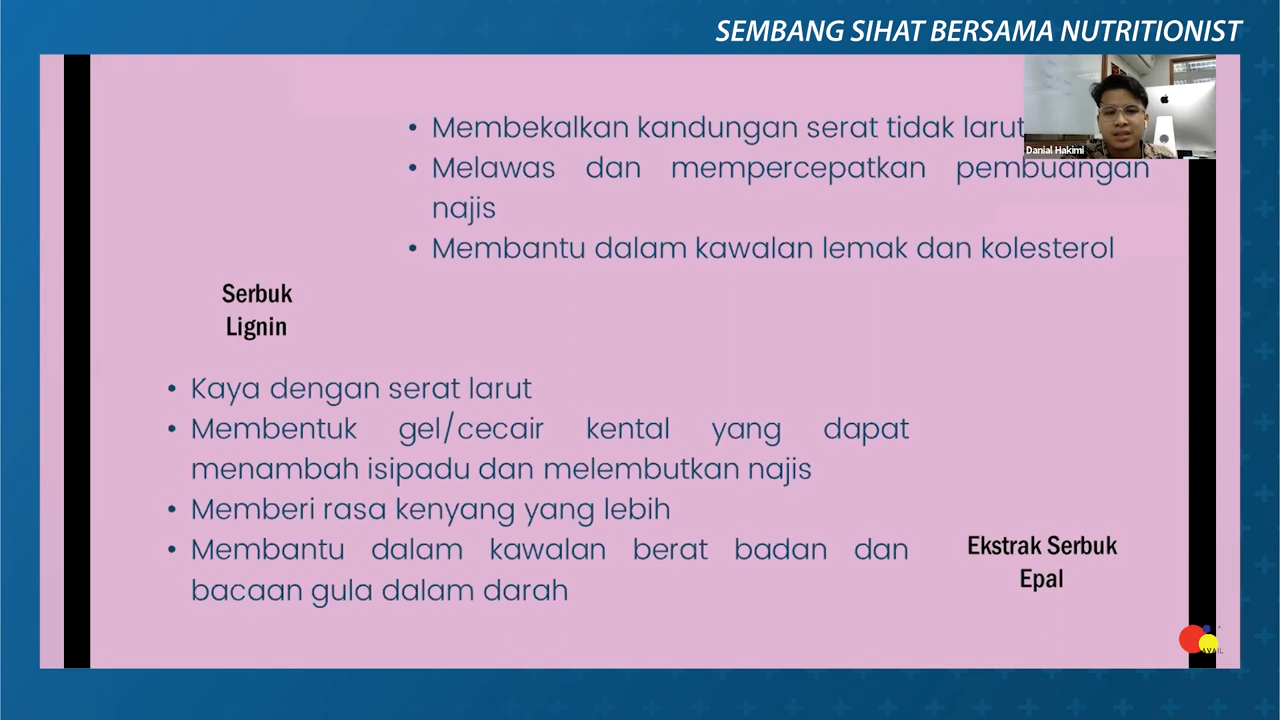 SEMBANG SIHAT BERSAMA NUTRITIONIST
Danial Hakimi
• Membekalkan kandungan serat tidak larut
• Melawas dan mempercepatkan pembuangan
najis
• Membantu dalam kawalan lemak dan kolesterol
Serbuk
Lignin
• Kaya dengan serat larut
• Membentuk gel/cecair kental yang dapat
menambah isipadu dan melembutkan najis
• Memberi rasa kenyang yang lebih
• Membantu dalam kawalan berat badan dan
bacaan gula dalam darah
Ekstrak Serbuk
Epal
AVAIL